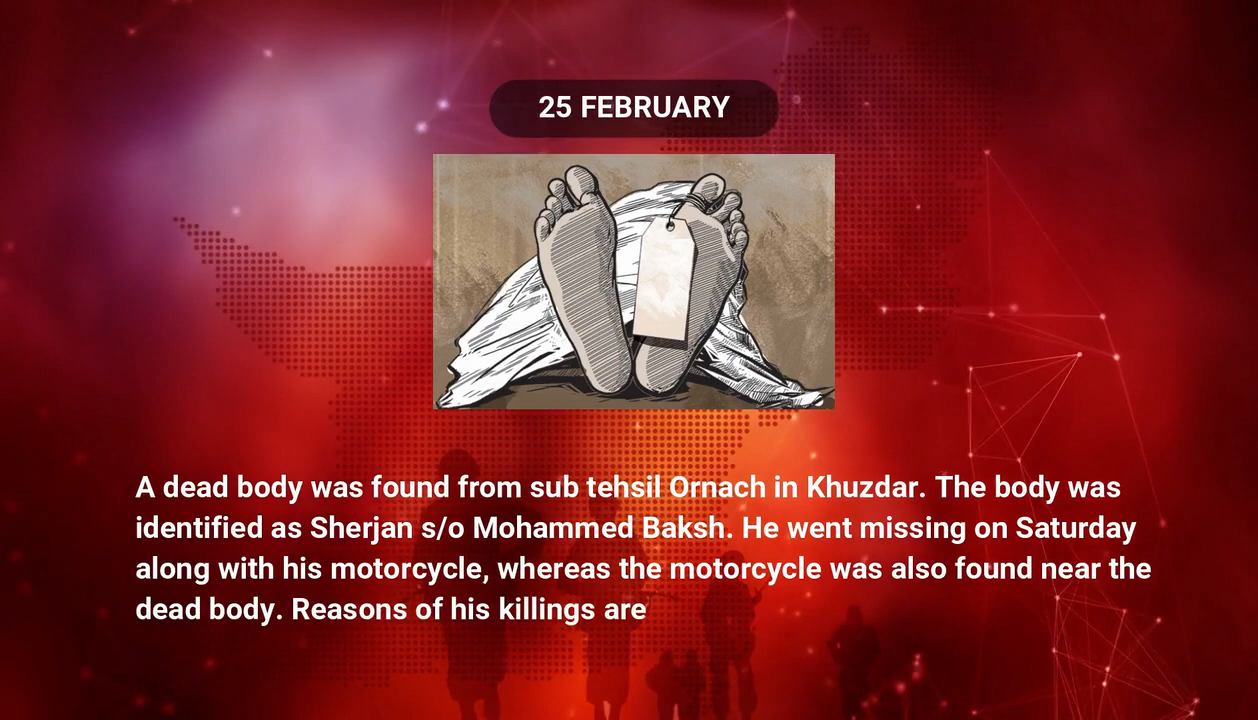 25 FEBRUARY
A dead body was found from sub tehsil Ornach in Khuzdar. The body was
identified as Sherjan s/o Mohammed Baksh. He went missing on Saturday
along with his motorcycle, whereas the motorcycle was also found near the
dead body. Reasons of his killings are